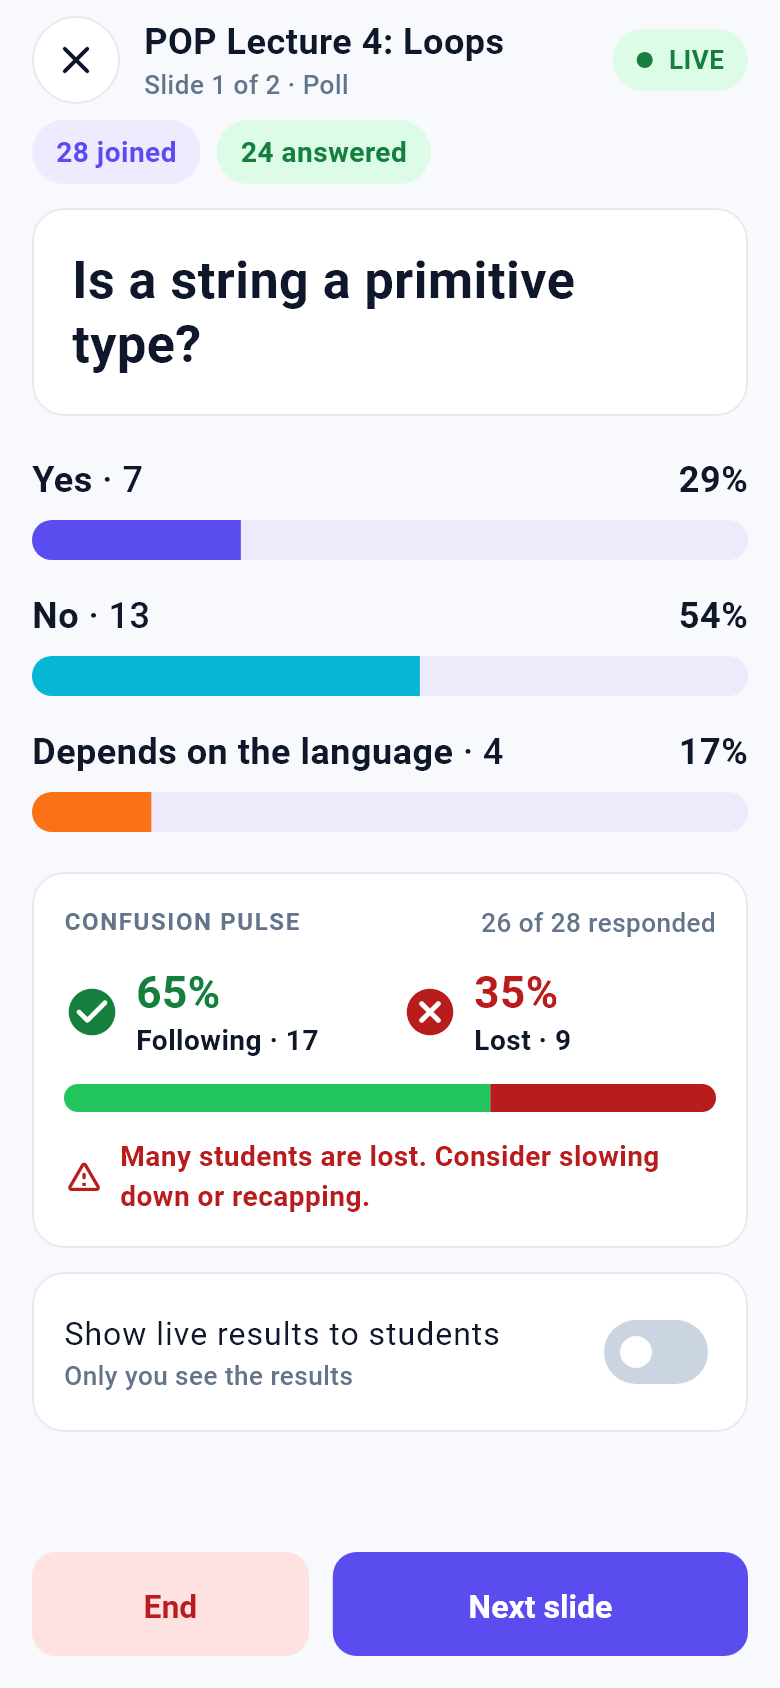 POP Lecture 4: Loops
Slide 1 of 2 · Poll
LIVE
28 joined
24 answered
Is a string a primitive
type?
Yes · 7
29%
No · 13
54%
Depends on the language · 4
17%
CONFUSION PULSE
26 of 28 responded
65%
Following · 17
35%
Lost · 9
Many students are lost. Consider slowing
down or recapping.
Show live results to students
Only you see the results
End
Next slide